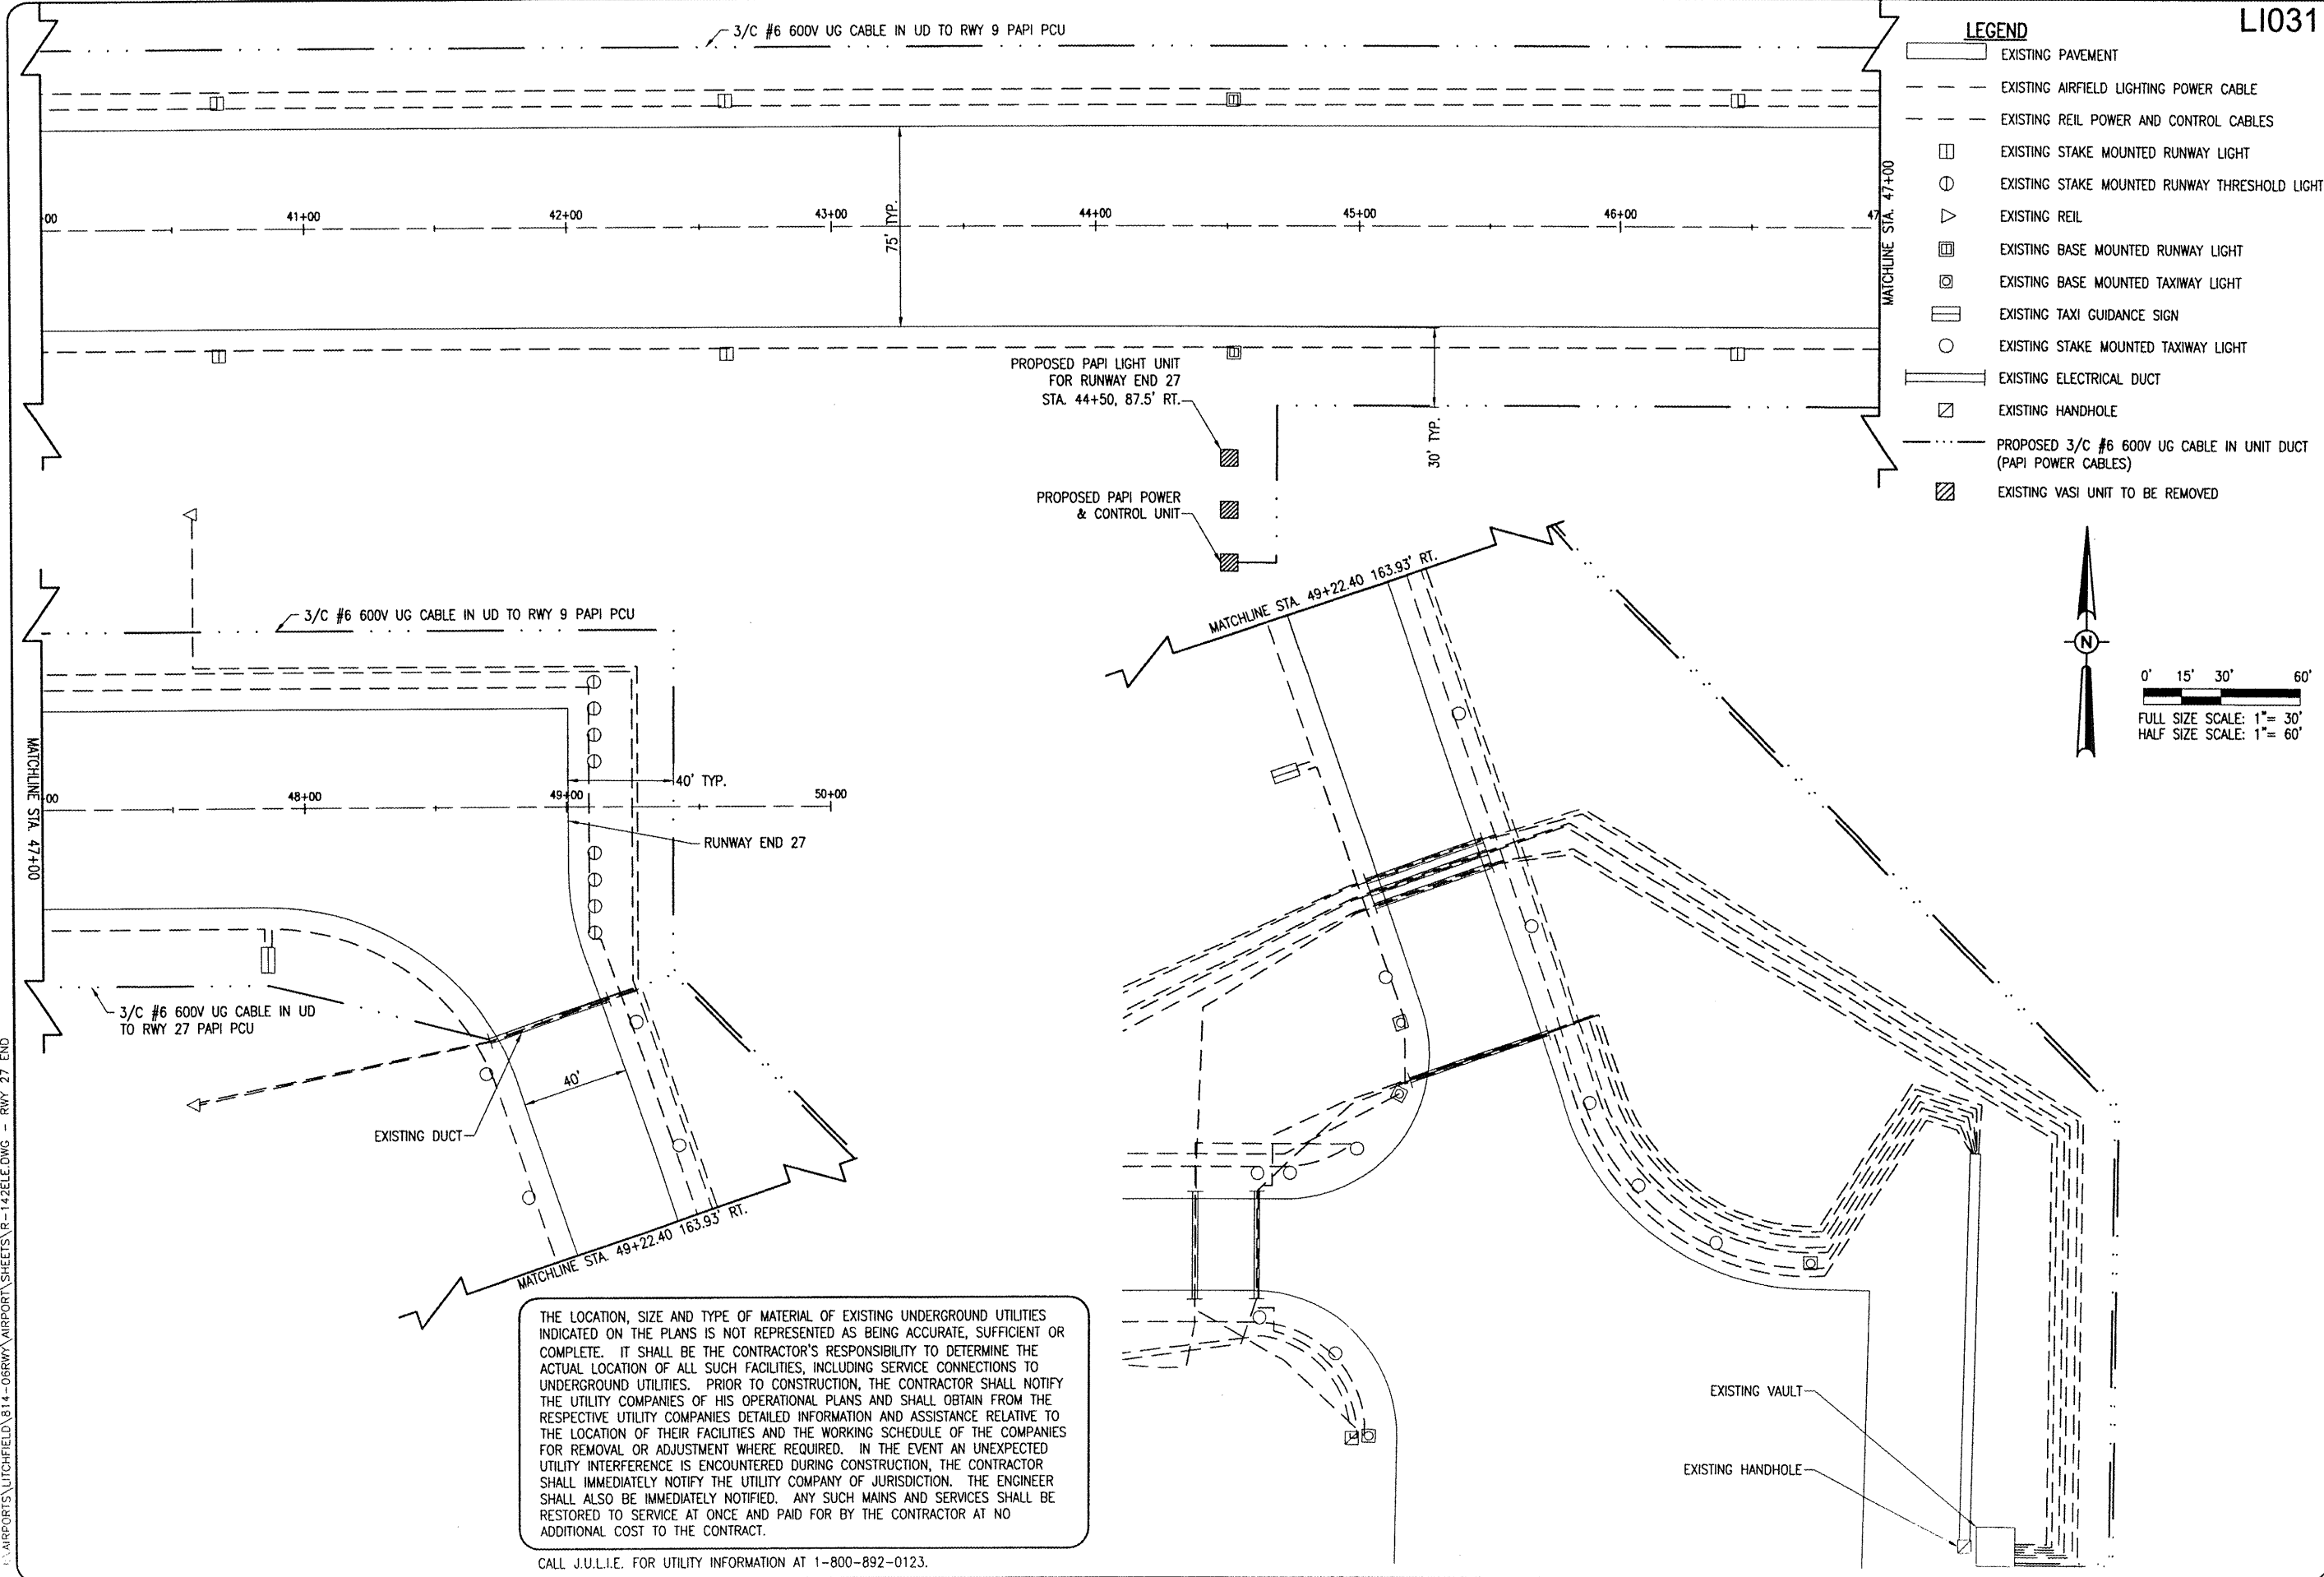 LI031
3/C #6 600V UG CABLE IN UD TO RWY 9 PAPI PCU
00
41+00
42+00
43+00
44+00
45+00
46+00
47
75' TYP.
MATCHLINE STA. 47+00
PROPOSED PAPI LIGHT UNIT
FOR RUNWAY END 27
STA. 44+50, 87.5' RT.
30' TYP.
PROPOSED PAPI POWER
& CONTROL UNIT
LEGEND
EXISTING PAVEMENT
EXISTING AIRFIELD LIGHTING POWER CABLE
EXISTING REIL POWER AND CONTROL CABLES
EXISTING STAKE MOUNTED RUNWAY LIGHT
EXISTING STAKE MOUNTED RUNWAY THRESHOLD LIGHT
EXISTING REIL
EXISTING BASE MOUNTED RUNWAY LIGHT
EXISTING BASE MOUNTED TAXIWAY LIGHT
EXISTING TAXI GUIDANCE SIGN
EXISTING STAKE MOUNTED TAXIWAY LIGHT
EXISTING ELECTRICAL DUCT
EXISTING HANDHOLE
PROPOSED 3/C #6 600V UG CABLE IN UNIT DUCT
(PAPI POWER CABLES)
EXISTING VASI UNIT TO BE REMOVED
N
0' 15' 30' 60'
FULL SIZE SCALE: 1"= 30'
HALF SIZE SCALE: 1"= 60'
3/C #6 600V UG CABLE IN UD TO RWY 9 PAPI PCU
MATCHLINE STA. 47+00
00
48+00
49+00
50+00
40' TYP.
RUNWAY END 27
3/C #6 600V UG CABLE IN UD
TO RWY 27 PAPI PCU
40'
EXISTING DUCT
MATCHLINE STA. 49+22.40 163.93' RT.
MATCHLINE STA. 49+22.40 163.93' RT.
EXISTING VAULT
EXISTING HANDHOLE
THE LOCATION, SIZE AND TYPE OF MATERIAL OF EXISTING UNDERGROUND UTILITIES
INDICATED ON THE PLANS IS NOT REPRESENTED AS BEING ACCURATE, SUFFICIENT OR
COMPLETE. IT SHALL BE THE CONTRACTOR'S RESPONSIBILITY TO DETERMINE THE
ACTUAL LOCATION OF ALL SUCH FACILITIES, INCLUDING SERVICE CONNECTIONS TO
UNDERGROUND UTILITIES. PRIOR TO CONSTRUCTION, THE CONTRACTOR SHALL NOTIFY
THE UTILITY COMPANIES OF HIS OPERATIONAL PLANS AND SHALL OBTAIN FROM THE
RESPECTIVE UTILITY COMPANIES DETAILED INFORMATION AND ASSISTANCE RELATIVE TO
THE LOCATION OF THEIR FACILITIES AND THE WORKING SCHEDULE OF THE COMPANIES
FOR REMOVAL OR ADJUSTMENT WHERE REQUIRED. IN THE EVENT AN UNEXPECTED
UTILITY INTERFERENCE IS ENCOUNTERED DURING CONSTRUCTION, THE CONTRACTOR
SHALL IMMEDIATELY NOTIFY THE UTILITY COMPANY OF JURISDICTION. THE ENGINEER
SHALL ALSO BE IMMEDIATELY NOTIFIED. ANY SUCH MAINS AND SERVICES SHALL BE
RESTORED TO SERVICE AT ONCE AND PAID FOR BY THE CONTRACTOR AT NO
ADDITIONAL COST TO THE CONTRACT.
CALL J.U.L.I.E. FOR UTILITY INFORMATION AT 1-800-892-0123.
\AIRPORTS\LITCHFIELD\814-06RWY\AIRPORT\SHEETS\R-142ELE.DWG - RWY 27 END